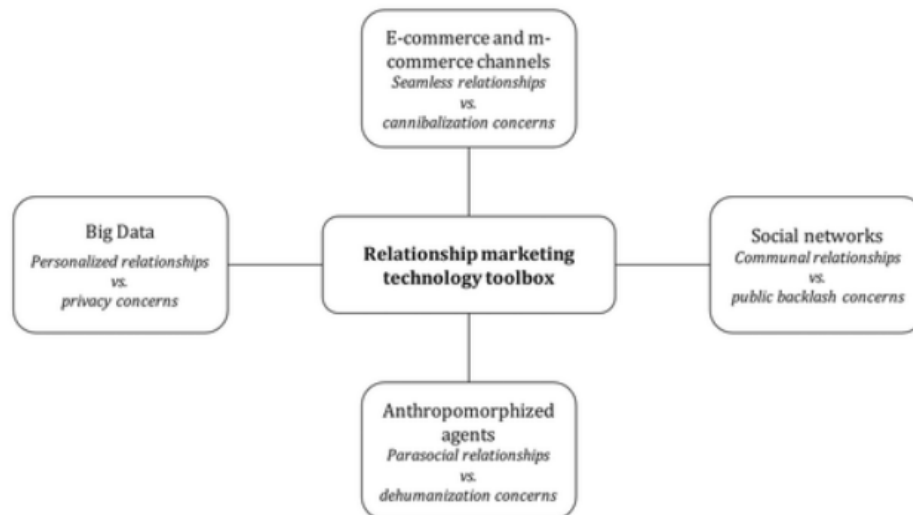 E-commerce and m-
commerce channels
Seamless relationships
vs.
cannibalization concerns
Big Data
Personalized relationships
vs.
privacy concerns
Relationship marketing
technology toolbox
Social networks
Communal relationships
vs.
public backlash concerns
Anthropomorphized
agents
Parasocial relationships
vs.
dehumanization concerns